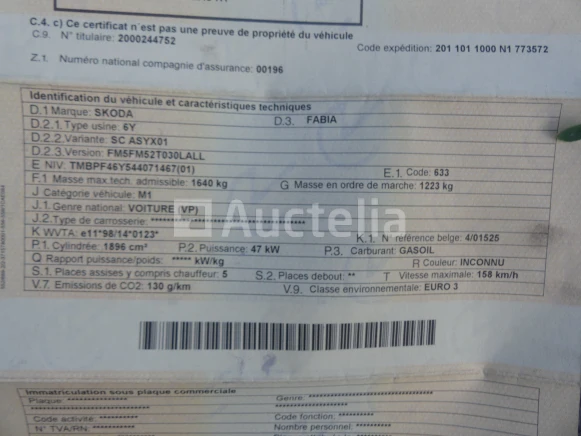 C.4. c) Ce certificat n'est pas une preuve de propriété du véhicule
C.9. N° titulaire: 2000244752
Code expédition: 201 101 1000 N1 773572
Z.1. Numéro national compagnie d'assurance: 00196
Identification du véhicule et caractéristiques techniques
D.1 Marque: SKODA D.3. FABIA
D.2.1. Type usine: 6Y
D.2.2. Variante: SC ASYX01
D.2.3. Version: FM5FM52T030LALL
E NIV: TMBPF46Y544071467(01) E.1. Code: 633
F.1 Masse max.tech. admissible: 1640 kg G Masse en ordre de marche: 1223 kg
J Catégorie véhicule: M1
J.1. Genre national: VOITURE (VP)
J.2. Type de carrosserie:
Auctelia
K WVTA: e11*98/14*0123* K.1. N° référence belge: 4/01525
P.1. Cylindrée: 1896 cm³ P.2. Puissance: 47 kW P.3. Carburant: GASOIL
Q Rapport puissance/poids: ***** kW/kg R Couleur: INCONNU
S.1. Places assises y compris chauffeur: 5 S.2. Places debout: ** T Vitesse maximale: 158 km/h
V.7. Emissions de CO2: 130 g/km V.9. Classe environnementale: EURO 3
Immatriculation sous plaque commerciale
Plaque: Genre:
Code activité: Code fonction:
N° TVA/RN: Nombre personnel: